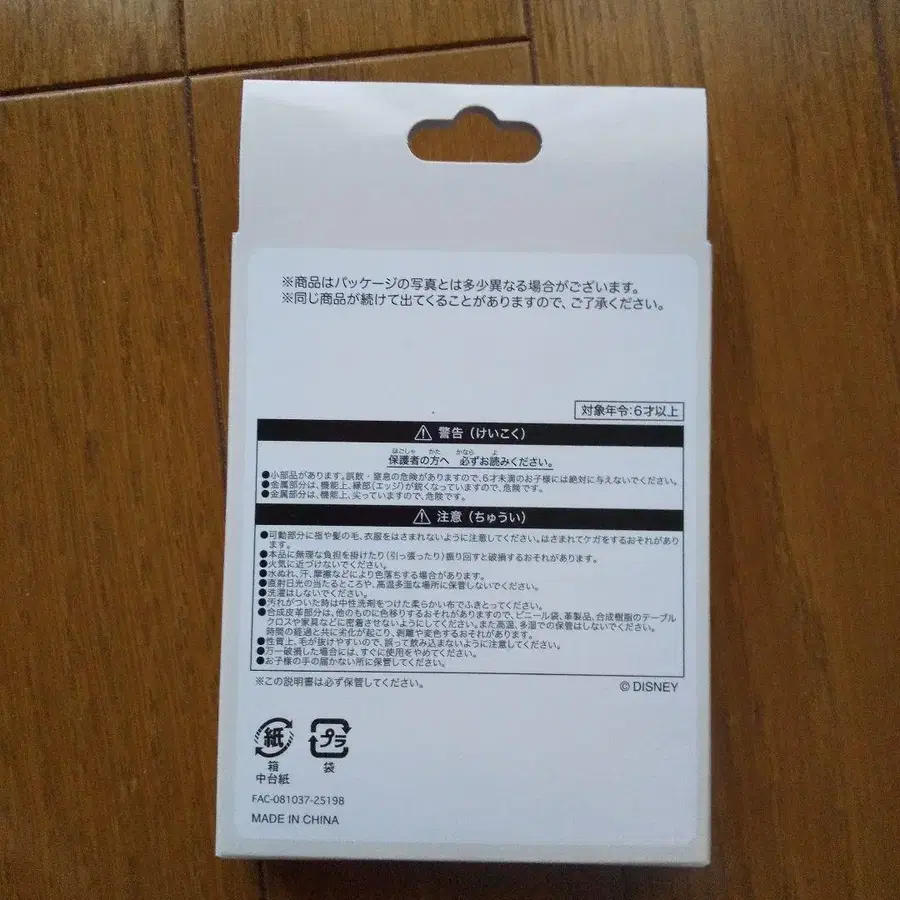 ※商品はパッケージの写真とは多少異なる場合がございます。
※同じ商品が続けて出てくることがありますので、ご了承ください。
対象年令:6才以上
警告（けいこく）
ほごしゃ かた かなら よ
保護者の方へ 必ずお読みください。
●小部品があります。誤飲・窒息の危険がありますので、6才未満のお子様には絶対に与えないでください。
●金属部分は、機能上、縁部（エッジ）が鋭くなっていますので、危険です。
●金属部分は、機能上、尖っていますので、危険です。
注意（ちゅうい）
●可動部分に指や髪の毛、衣服をはさまれないように注意してください。はさまれてケガをするおそれがあり
ます。
●本品に無理な負担を掛けたり（引っ張ったり）振り回すと破損するおそれがあります。
●火気に近づけないでください。
●水ぬれ、汗、摩擦などにより色落ちする場合があります。
●直射日光の当たるところや、高温多湿な場所に保管しないでください。
●洗濯はしないでください。
●汚れがついた時は中性洗剤をつけた柔らかい布でふきとってください。
●合成皮革部分は、他のものに色移りするおそれがありますので、ビニール袋、革製品、合成樹脂のテーブル
クロスや家具などに密着させないようにしてください。また高温、多湿での保管はしないでください。
時間の経過と共に劣化が起こり、剥離や変色するおそれがあります。
●性質上、毛が抜けやすいので、誤って飲み込まないように注意してください。
●万一破損した場合には、すぐに使用をやめてください。
●お子様の手の届かない所に保管してください。
※この説明書は必ず保管してください。
© DISNEY
紙 プラ
箱 袋
中台紙
FAC-081037-25198
MADE IN CHINA